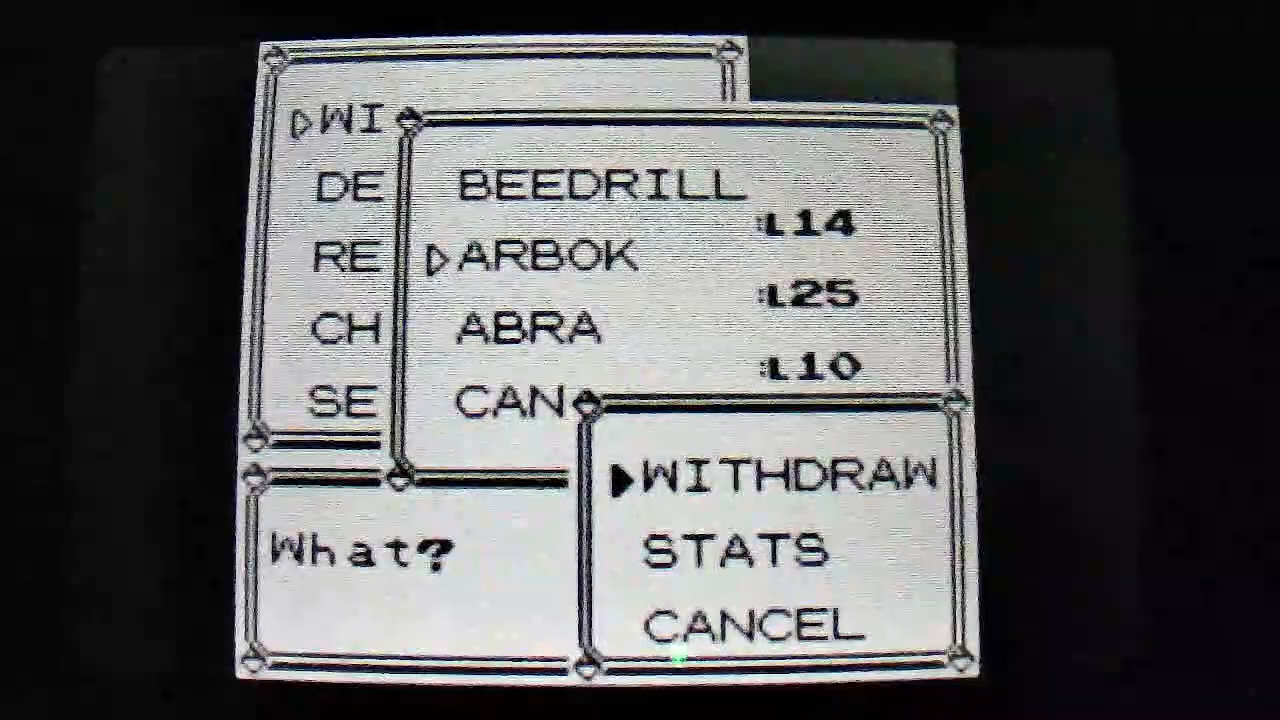 ▷WI
DE
RE
CH
SE
BEEDRILL
:L14
▷ARBOK
:L25
ABRA
:L10
CAN
▶WITHDRAW
STATS
CANCEL
What?